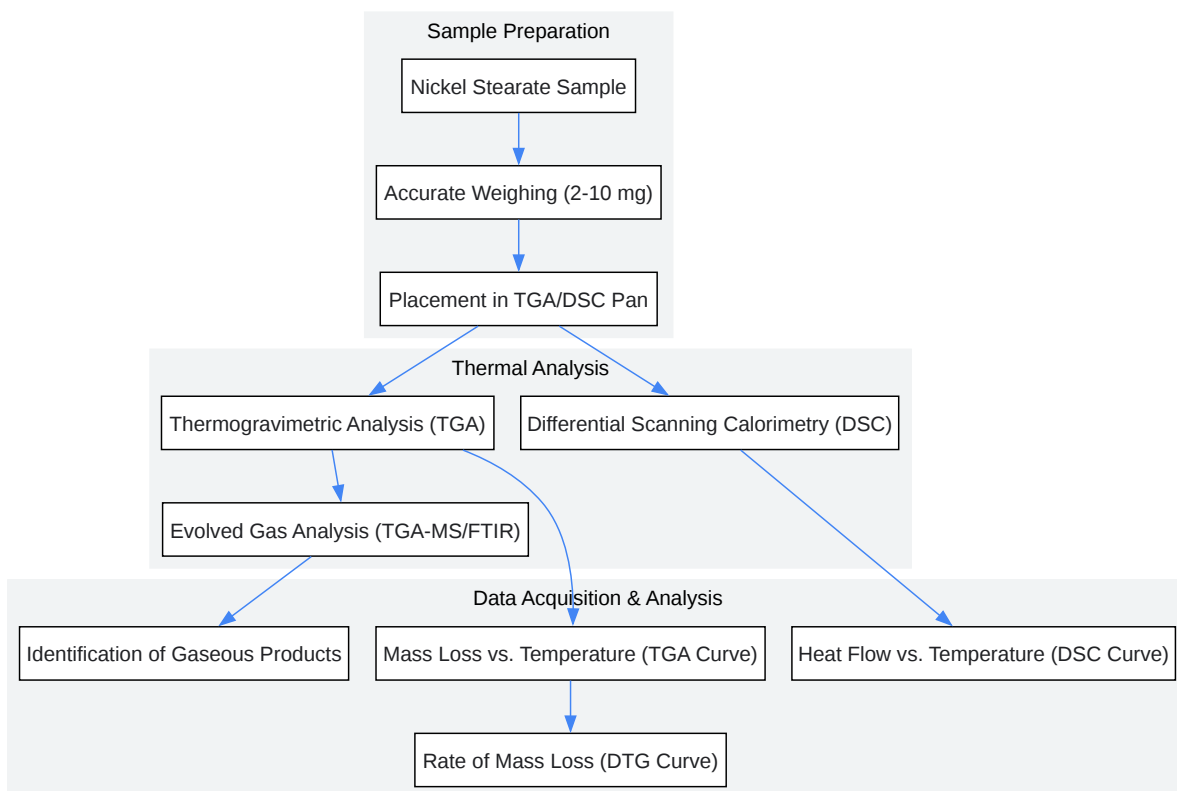 Sample Preparation
Nickel Stearate Sample
Accurate Weighing (2-10 mg)
Placement in TGA/DSC Pan
Thermal Analysis
Thermogravimetric Analysis (TGA)
Differential Scanning Calorimetry (DSC)
Evolved Gas Analysis (TGA-MS/FTIR)
Data Acquisition & Analysis
Identification of Gaseous Products
Mass Loss vs. Temperature (TGA Curve)
Heat Flow vs. Temperature (DSC Curve)
Rate of Mass Loss (DTG Curve)